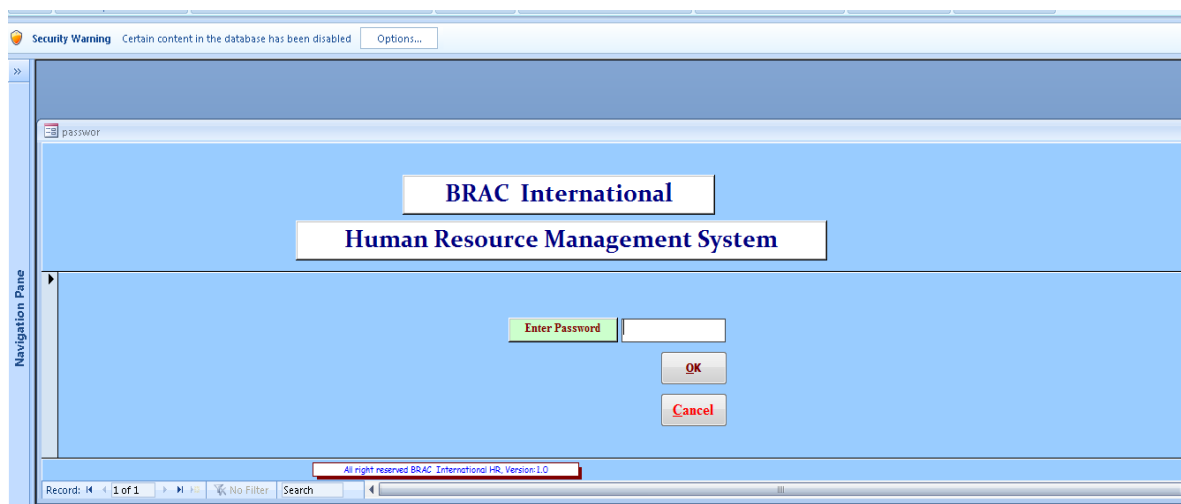 Security Warning Certain content in the database has been disabled Options...
»
passwor
BRAC International
Human Resource Management System
Navigation Pane
Enter Password
OK
Cancel
All right reserved BRAC International HR, Version:1.0
Record: 1 of 1 No Filter Search